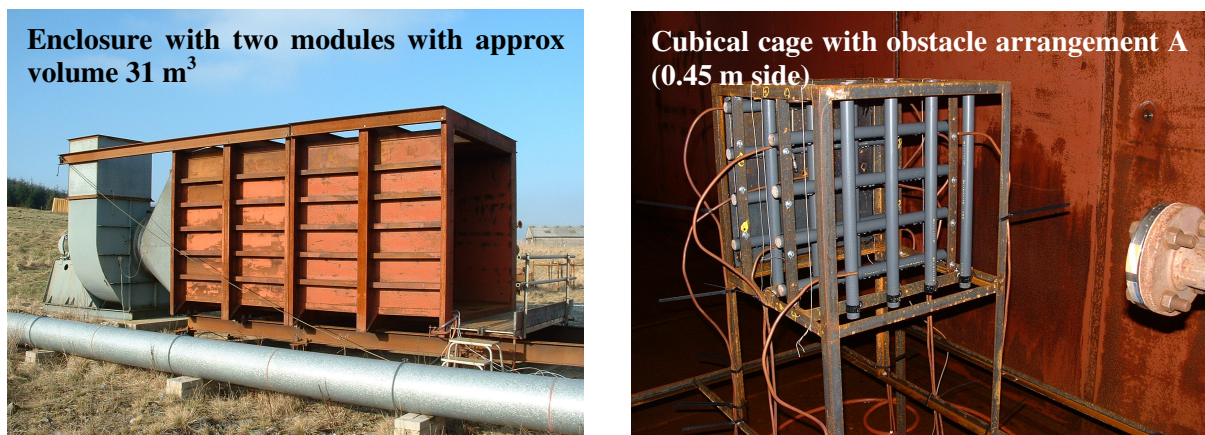 Enclosure with two modules with approx
volume 31 m³
Cubical cage with obstacle arrangement A
(0.45 m side)